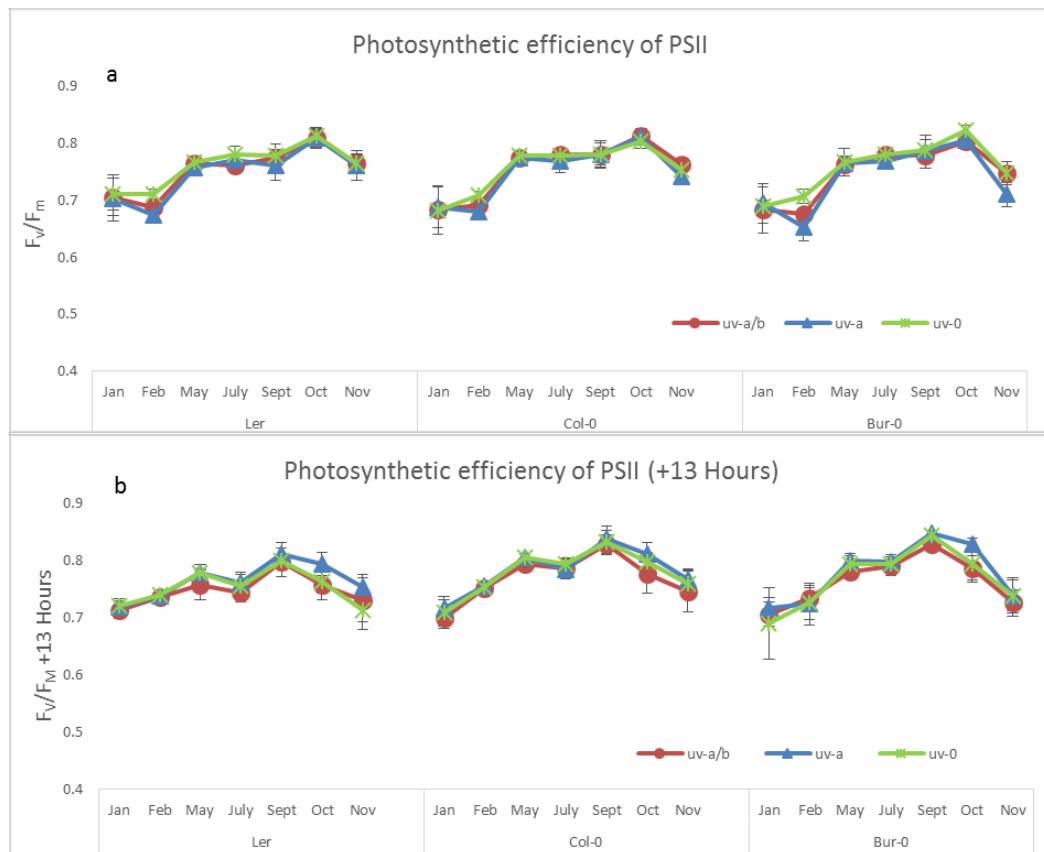 Photosynthetic efficiency of PSII
a
0.9
0.8
0.7
0.6
0.5
0.4
Fv/Fm
uv-a/b uv-a uv-0
Jan Feb May July Sept Oct Nov Jan Feb May July Sept Oct Nov Jan Feb May July Sept Oct Nov
Ler Col-0 Bur-0
Photosynthetic efficiency of PSII (+13 Hours)
b
0.9
0.8
0.7
0.6
0.5
0.4
FV/FM +13 Hours
uv-a/b uv-a uv-0
Jan Feb May July Sept Oct Nov Jan Feb May July Sept Oct Nov Jan Feb May July Sept Oct Nov
Ler Col-0 Bur-0